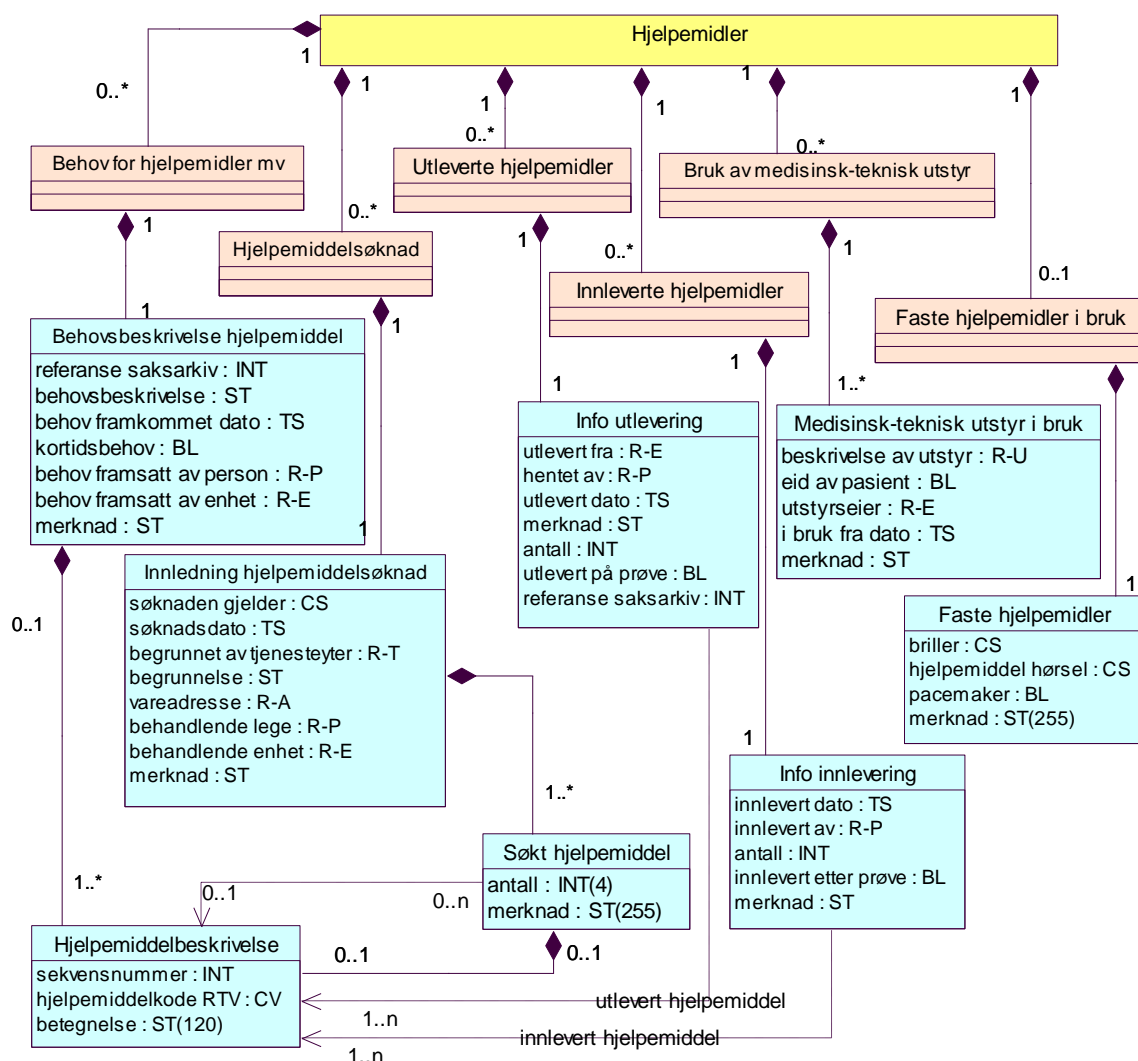 Hjelpemidler
1
1
1
1
1
1
0..*
0..*
0..*
Behov for hjelpemidler mv
Utleverte hjelpemidler
Bruk av medisinsk-teknisk utstyr
1
0..*
1
1
0..*
0..1
Hjelpemiddelsøknad
Innleverte hjelpemidler
Faste hjelpemidler i bruk
1
1
1
1
Behovsbeskrivelse hjelpemiddel
referanse saksarkiv : INT
behovsbeskrivelse : ST
behov framkommet dato : TS
kortidsbehov : BL
behov framsatt av person : R-P
behov framsatt av enhet : R-E
merknad : ST
1
Info utlevering
utlevert fra : R-E
hentet av : R-P
utlevert dato : TS
merknad : ST
antall : INT
utlevert på prøve : BL
referanse saksarkiv : INT
1..*
Medisinsk-teknisk utstyr i bruk
beskrivelse av utstyr : R-U
eid av pasient : BL
utstyrseier : R-E
i bruk fra dato : TS
merknad : ST
1
Innledning hjelpemiddelsøknad
søknaden gjelder : CS
søknadsdato : TS
begrunnet av tjenesteyter : R-T
begrunnelse : ST
vareadresse : R-A
behandlende lege : R-P
behandlende enhet : R-E
merknad : ST
1
Faste hjelpemidler
briller : CS
hjelpemiddel hørsel : CS
pacemaker : BL
merknad : ST(255)
0..1
1
Info innlevering
innlevert dato : TS
innlevert av : R-P
antall : INT
innlevert etter prøve : BL
merknad : ST
1..*
Søkt hjelpemiddel
antall : INT(4)
merknad : ST(255)
1..*
0..1
0..n
Hjelpemiddelbeskrivelse
sekvensnummer : INT
hjelpemiddelkode RTV : CV
betegnelse : ST(120)
0..1
0..1
utlevert hjelpemiddel
1..n
innlevert hjelpemiddel
1..n